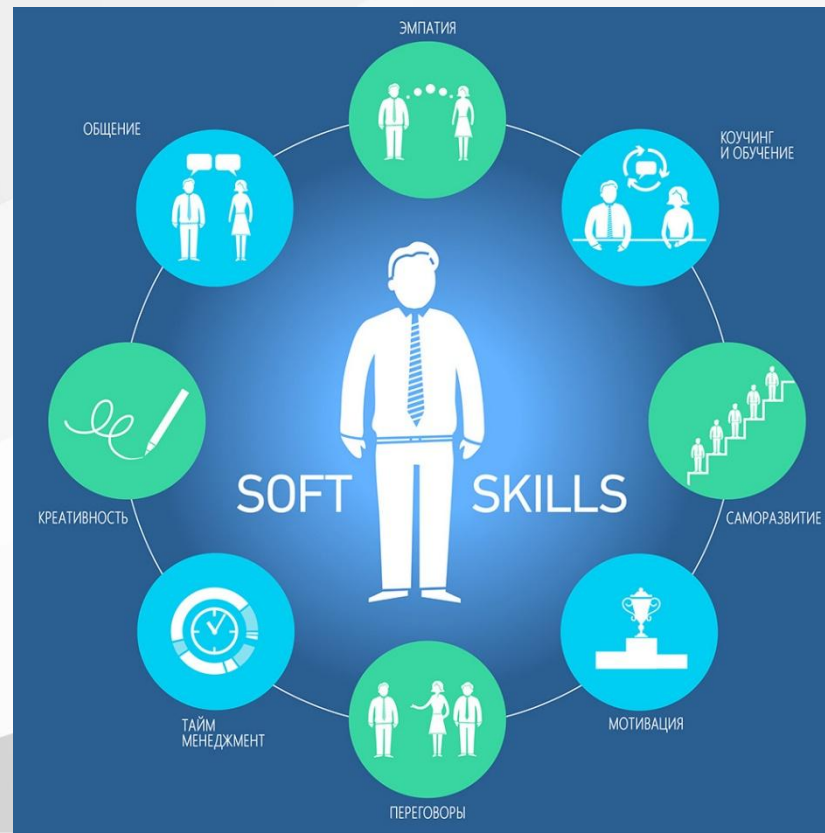 ЭМПАТИЯ
ОБЩЕНИЕ
КОУЧИНГ
И ОБУЧЕНИЕ
SOFT SKILLS
КРЕАТИВНОСТЬ
САМОРАЗВИТИЕ
ТАЙМ
МЕНЕДЖМЕНТ
МОТИВАЦИЯ
ПЕРЕГОВОРЫ